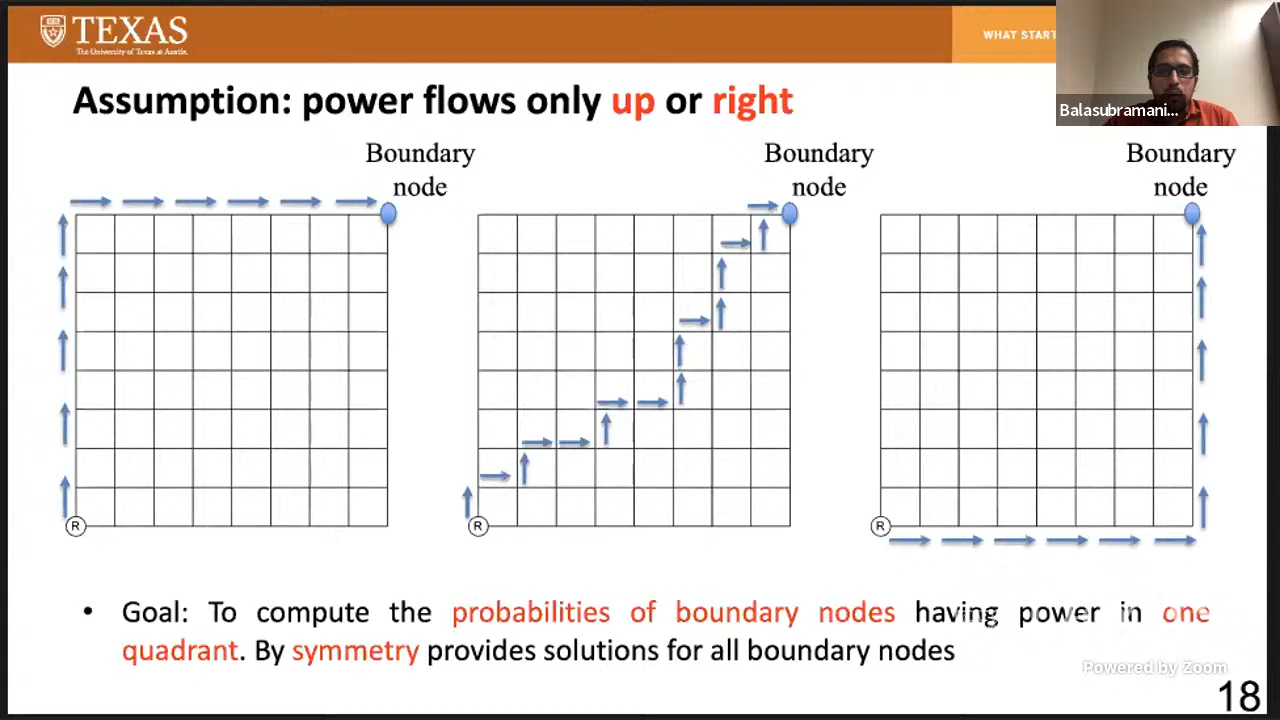 TEXAS
The University of Texas at Austin
WHAT START
Balasubramani...
Assumption: power flows only up or right
Boundary
node
Boundary
node
Boundary
node
R
R
R
• Goal: To compute the probabilities of boundary nodes having power in one
quadrant. By symmetry provides solutions for all boundary nodes
Powered by Zoom
18